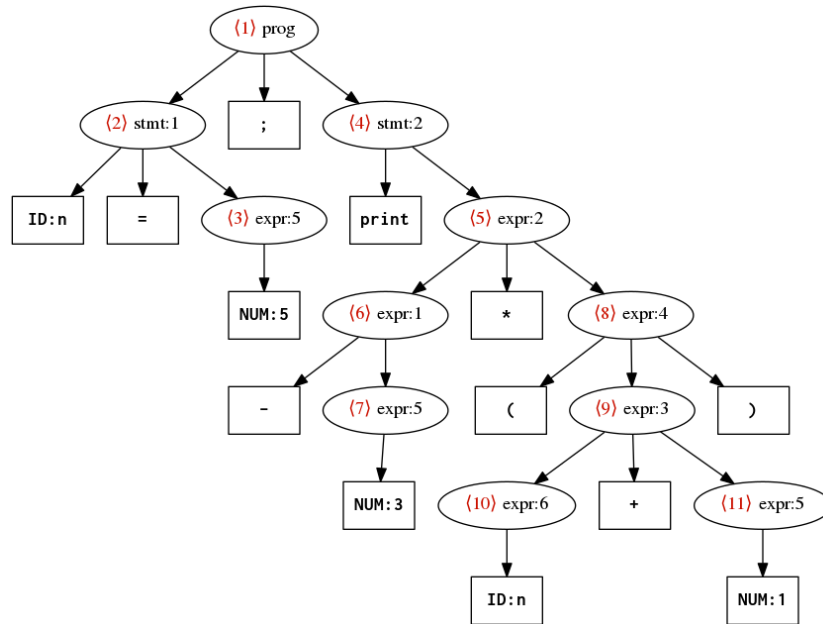 ⟨1⟩ prog
⟨2⟩ stmt:1
;
⟨4⟩ stmt:2
ID:n
=
⟨3⟩ expr:5
print
⟨5⟩ expr:2
NUM:5
⟨6⟩ expr:1
*
⟨8⟩ expr:4
-
⟨7⟩ expr:5
(
⟨9⟩ expr:3
)
NUM:3
⟨10⟩ expr:6
+
⟨11⟩ expr:5
ID:n
NUM:1